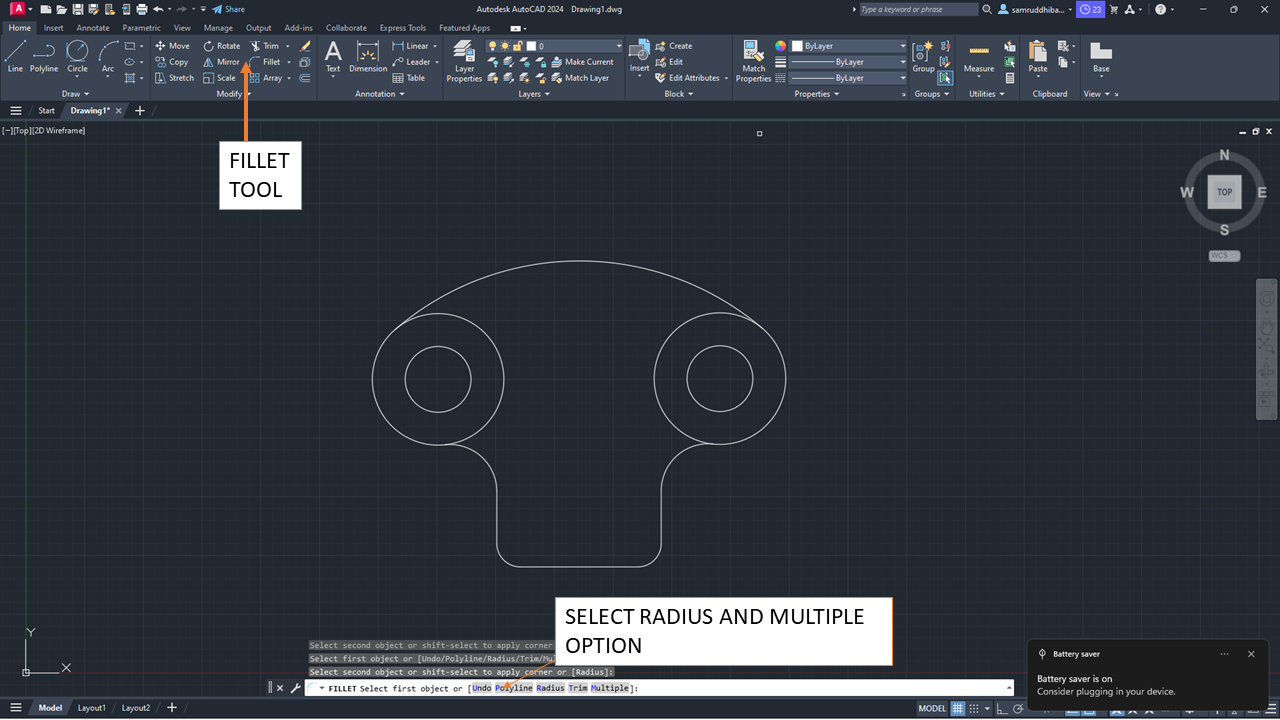 A
Share
Autodesk AutoCAD 2024 Drawing1.dwg
Type a keyword or phrase
samruddhiba...
23
Home Insert Annotate Parametric View Manage Output Add-ins Collaborate Express Tools Featured Apps
Line Polyline Circle Arc
Move Rotate Trim
Copy Mirror Fillet
Stretch Scale Array
Text Dimension
Linear
Leader
Table
Layer Properties
0
Make Current
Match Layer
Insert
Create
Edit
Edit Attributes
Match Properties
ByLayer
ByLayer
ByLayer
Group
Measure
Paste
Base
Draw Modify Annotation Layers Block Properties Groups Utilities Clipboard View
Start Drawing1*
[−][Top][2D Wireframe]
FILLET
TOOL
N
W TOP E
S
WCS
SELECT RADIUS AND MULTIPLE
OPTION
Y
X
Select second object or shift-select to apply corner
Select first object or [Undo/Polyline/Radius/Trim/Mu
Select second object or shift-select to apply corner or [Radius]:
FILLET Select first object or [Undo Polyline Radius Trim Multiple]:
Battery saver
Battery saver is on
Consider plugging in your device.
Model Layout1 Layout2
MODEL